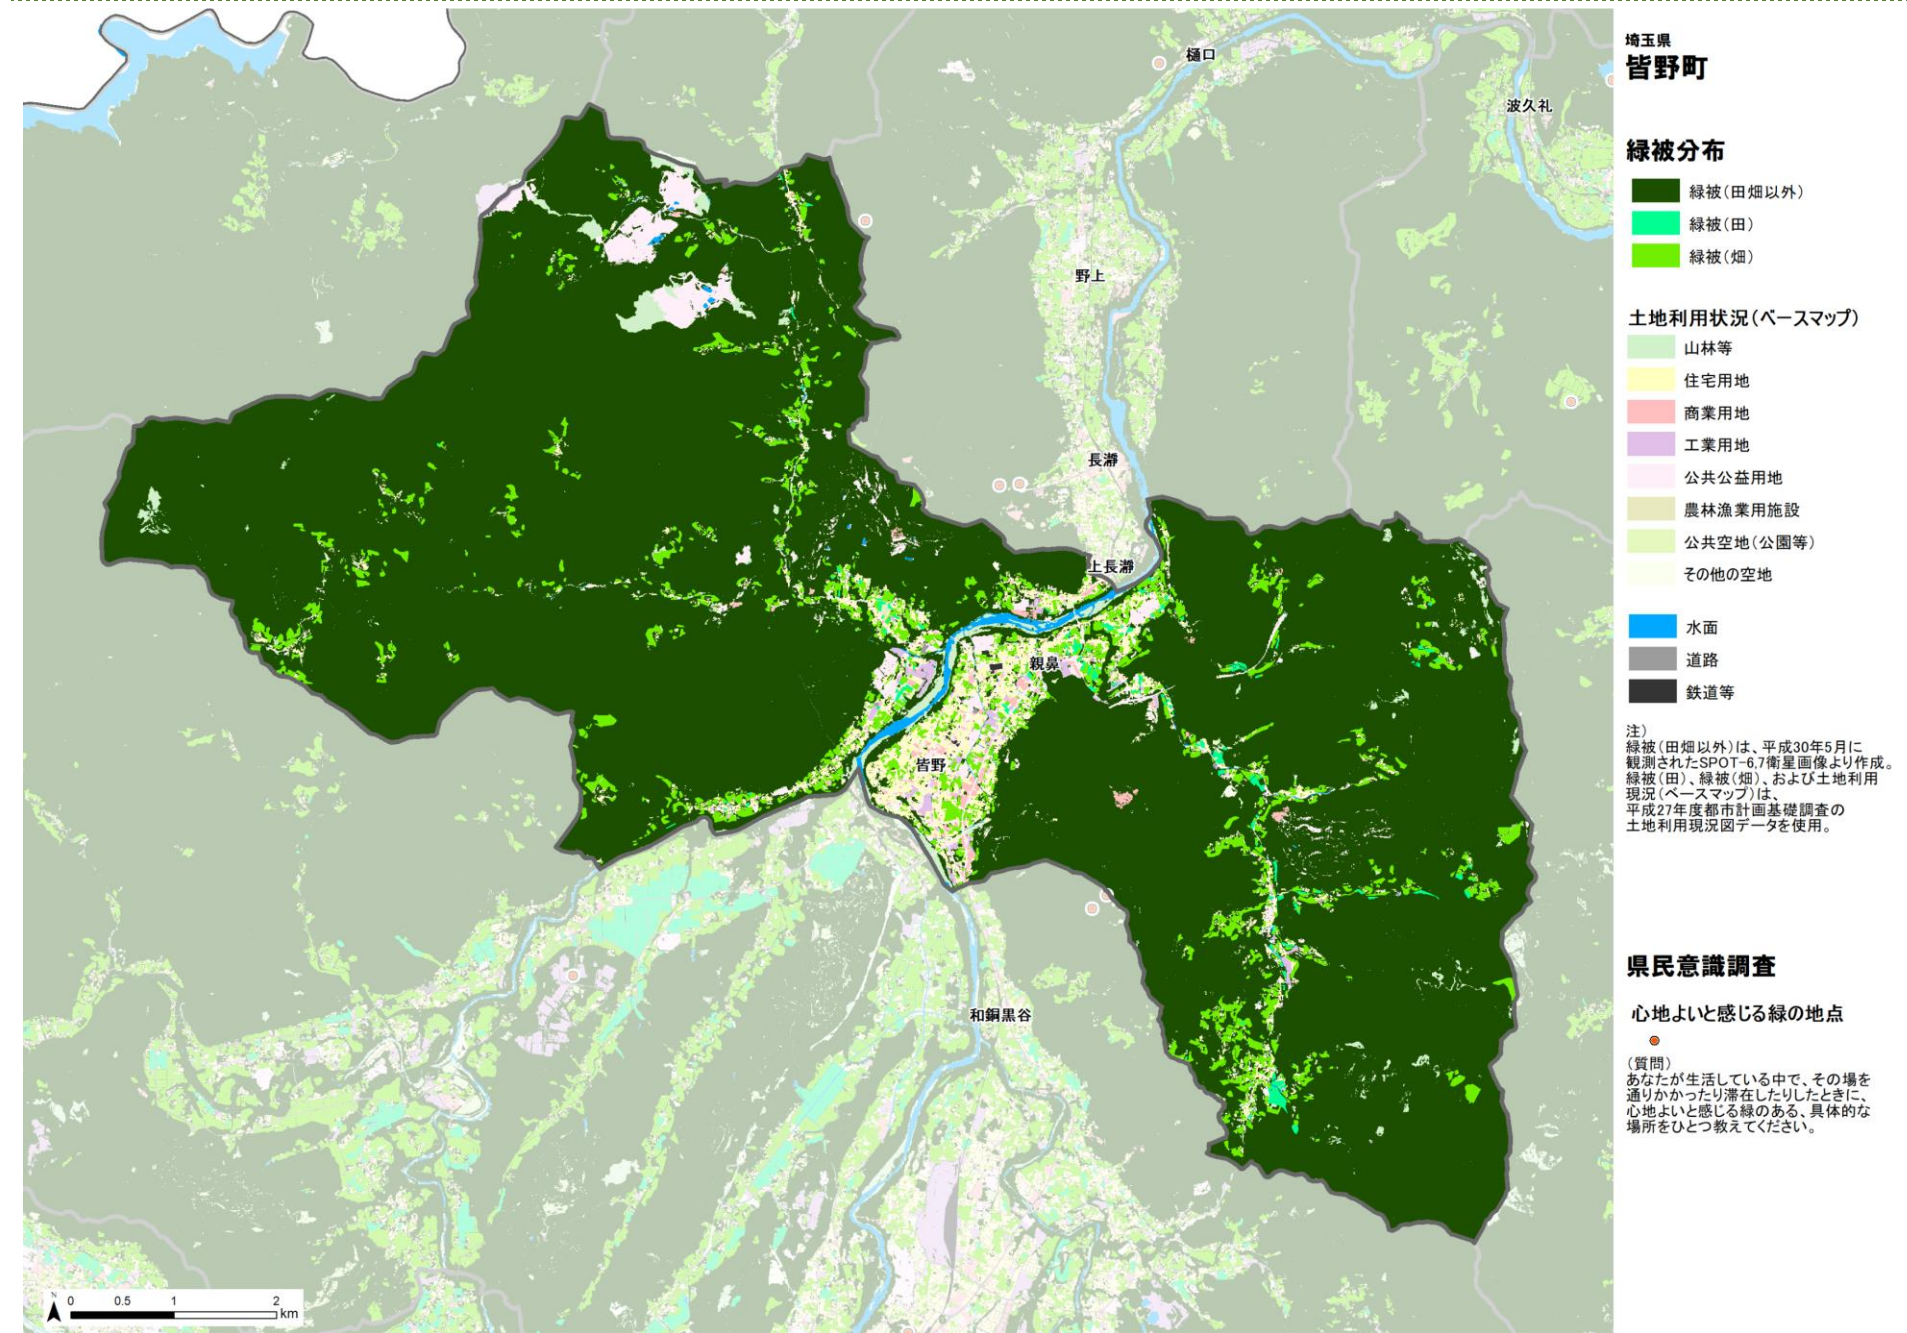 樋口
波久礼
野上
長瀞
上長瀞
親鼻
皆野
和銅黒谷
N
0 0.5 1 2
km
埼玉県
皆野町
緑被分布
緑被(田畑以外)
緑被(田)
緑被(畑)
土地利用状況(ベースマップ)
山林等
住宅用地
商業用地
工業用地
公共公益用地
農林漁業用施設
公共空地(公園等)
その他の空地
水面
道路
鉄道等
注)
緑被(田畑以外)は、平成30年5月に
観測されたSPOT-6,7衛星画像より作成。
緑被(田)、緑被(畑)、および土地利用
現況(ベースマップ)は、
平成27年度都市計画基礎調査の
土地利用現況図データを使用。
県民意識調査
心地よいと感じる緑の地点
(質問)
あなたが生活している中で、その場を
通りかかったり滞在したりしたときに、
心地よいと感じる緑のある、具体的な
場所をひとつ教えてください。